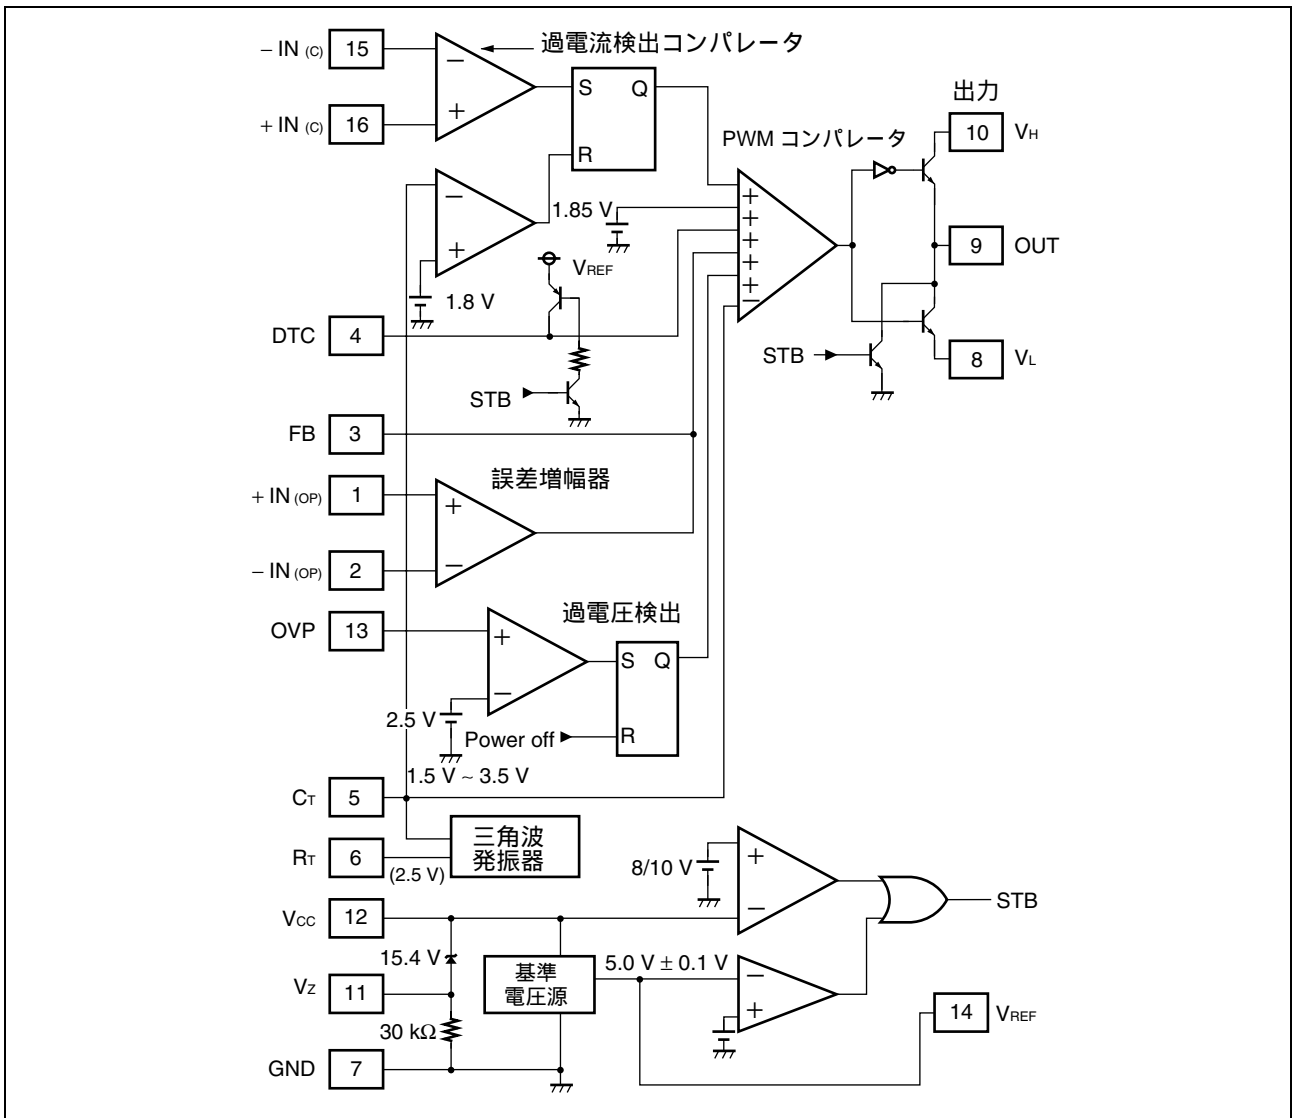 − IN (C) 15
過電流検出コンパレータ
−
S Q
出力
+
+ IN (C) 16
10 VH
PWM コンパレータ
R
−
1.85 V
+
+
+
+
+
−
+
9 OUT
VREF
1.8 V
DTC 4
STB
8 VL
STB
FB 3
誤差増幅器
+ IN (OP) 1
+
− IN (OP) 2
−
過電圧検出
OVP 13
+
S Q
−
2.5 V
Power off
R
1.5 V ~ 3.5 V
CT 5
三角波
発振器
RT 6
(2.5 V)
8/10 V
+
−
STB
VCC 12
15.4 V
基準
電圧源
5.0 V ± 0.1 V
−
+
VZ 11
14 VREF
30 kΩ
GND 7